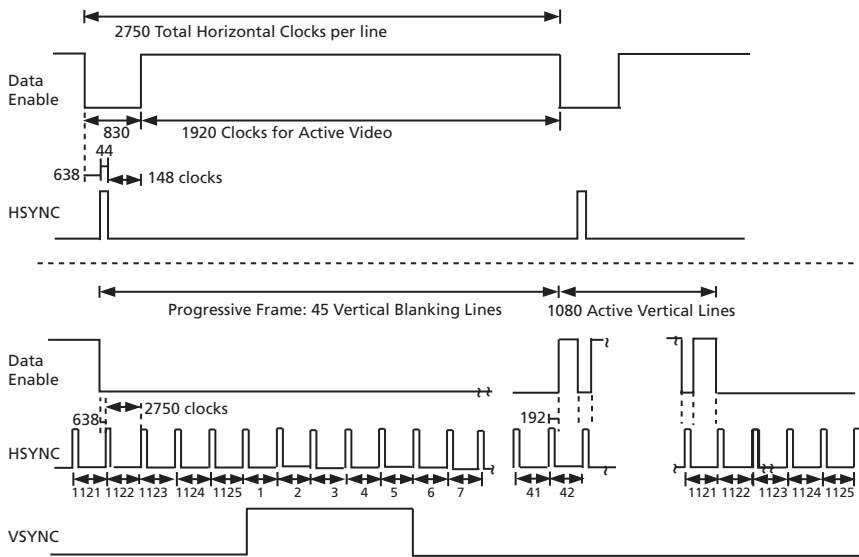 2750 Total Horizontal Clocks per line
Data
Enable
830
1920 Clocks for Active Video
44
638
148 clocks
HSYNC
Progressive Frame: 45 Vertical Blanking Lines
1080 Active Vertical Lines
Data
Enable
638
2750 clocks
192
HSYNC
1121 1122 1123 1124 1125 1 2 3 4 5 6 7 41 42 1121 1122 1123 1124 1125
VSYNC